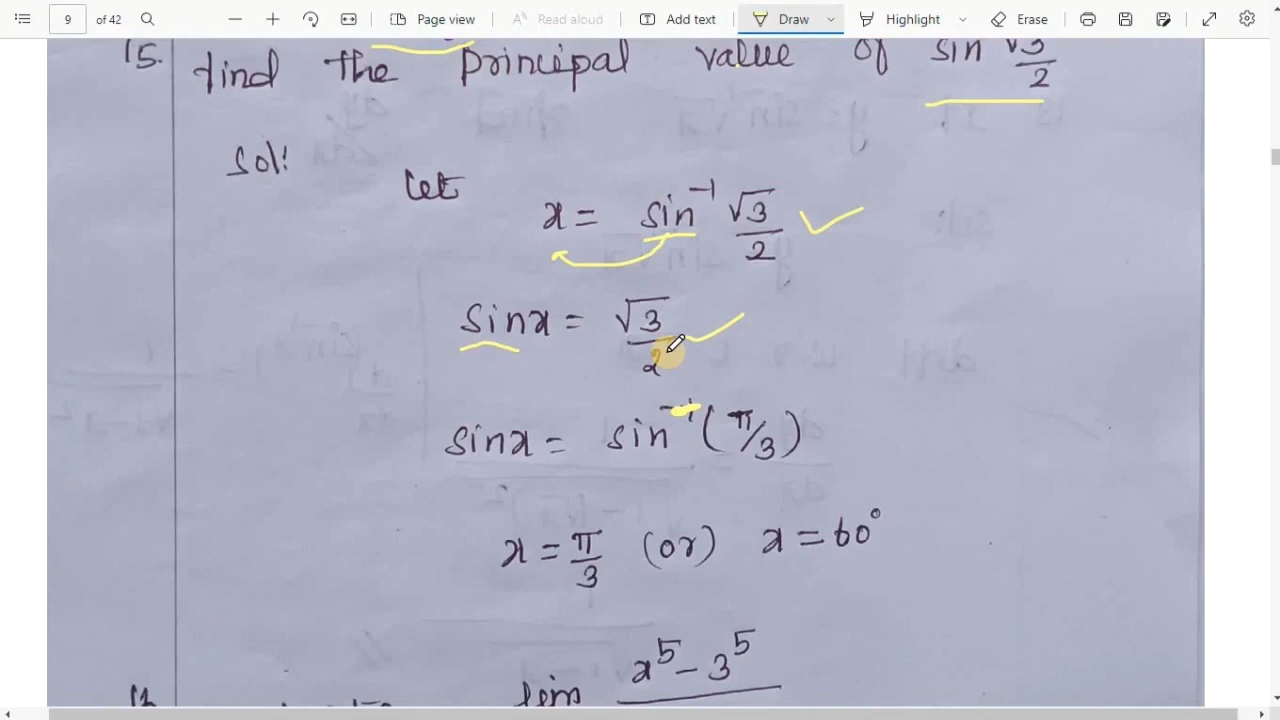 9 of 42 Page view Read aloud Add text Draw Highlight Erase
15. find the principal value of sin √3/2
Sol:
Let
x = sin⁻¹ √3/2
sinx = √3/2
sinx = sin⁻¹ (π/3)
x = π/3 (or) x = 60°
lim x⁵ - 3⁵